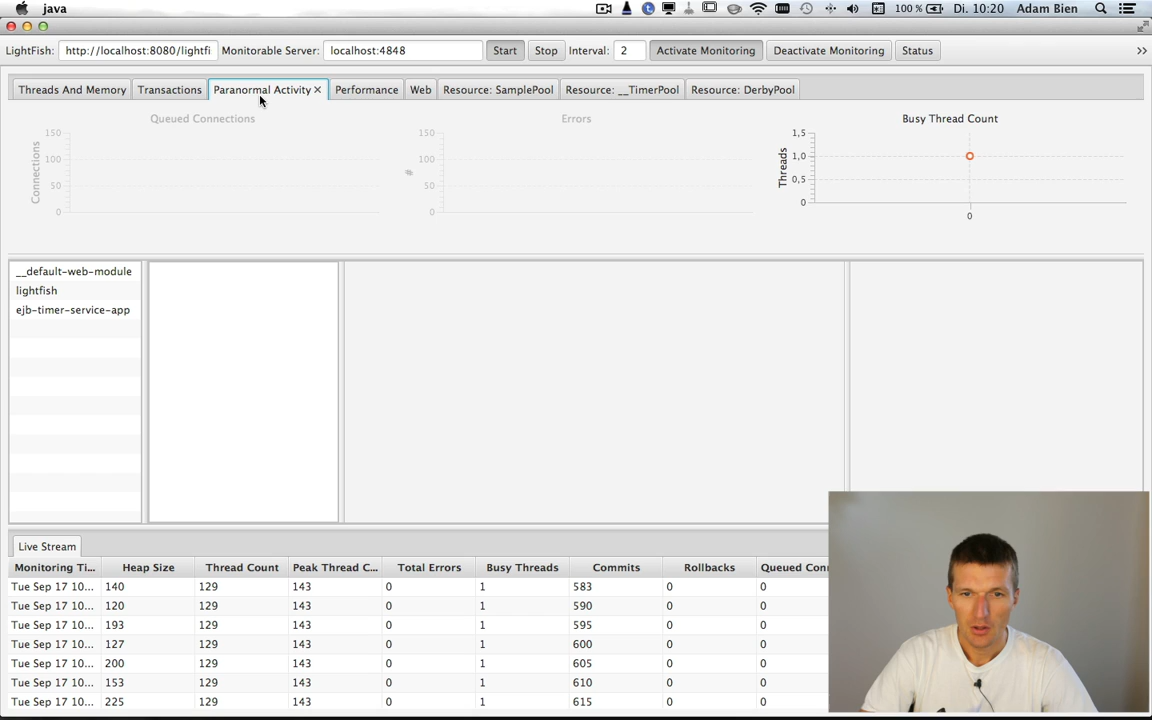 java
100 %
Di. 10:20
Adam Bien
LightFish: http://localhost:8080/lightfi Monitorable Server: localhost:4848 Start Stop Interval: 2 Activate Monitoring Deactivate Monitoring Status »
Threads And Memory Transactions Paranormal Activity × Performance Web Resource: SamplePool Resource: __TimerPool Resource: DerbyPool
Queued Connections
Connections
150
100
50
0
Errors
#
150
100
50
0
Busy Thread Count
Threads
1,5
1,0
0,5
0
0
__default-web-module
lightfish
ejb-timer-service-app
Live Stream
Monitoring Ti... Heap Size Thread Count Peak Thread C... Total Errors Busy Threads Commits Rollbacks Queued Con
Tue Sep 17 10... 140 129 143 0 1 583 0 0
Tue Sep 17 10... 120 129 143 0 1 590 0 0
Tue Sep 17 10... 193 129 143 0 1 595 0 0
Tue Sep 17 10... 127 129 143 0 1 600 0 0
Tue Sep 17 10... 200 129 143 0 1 605 0 0
Tue Sep 17 10... 153 129 143 0 1 610 0 0
Tue Sep 17 10... 225 129 143 0 1 615 0 0